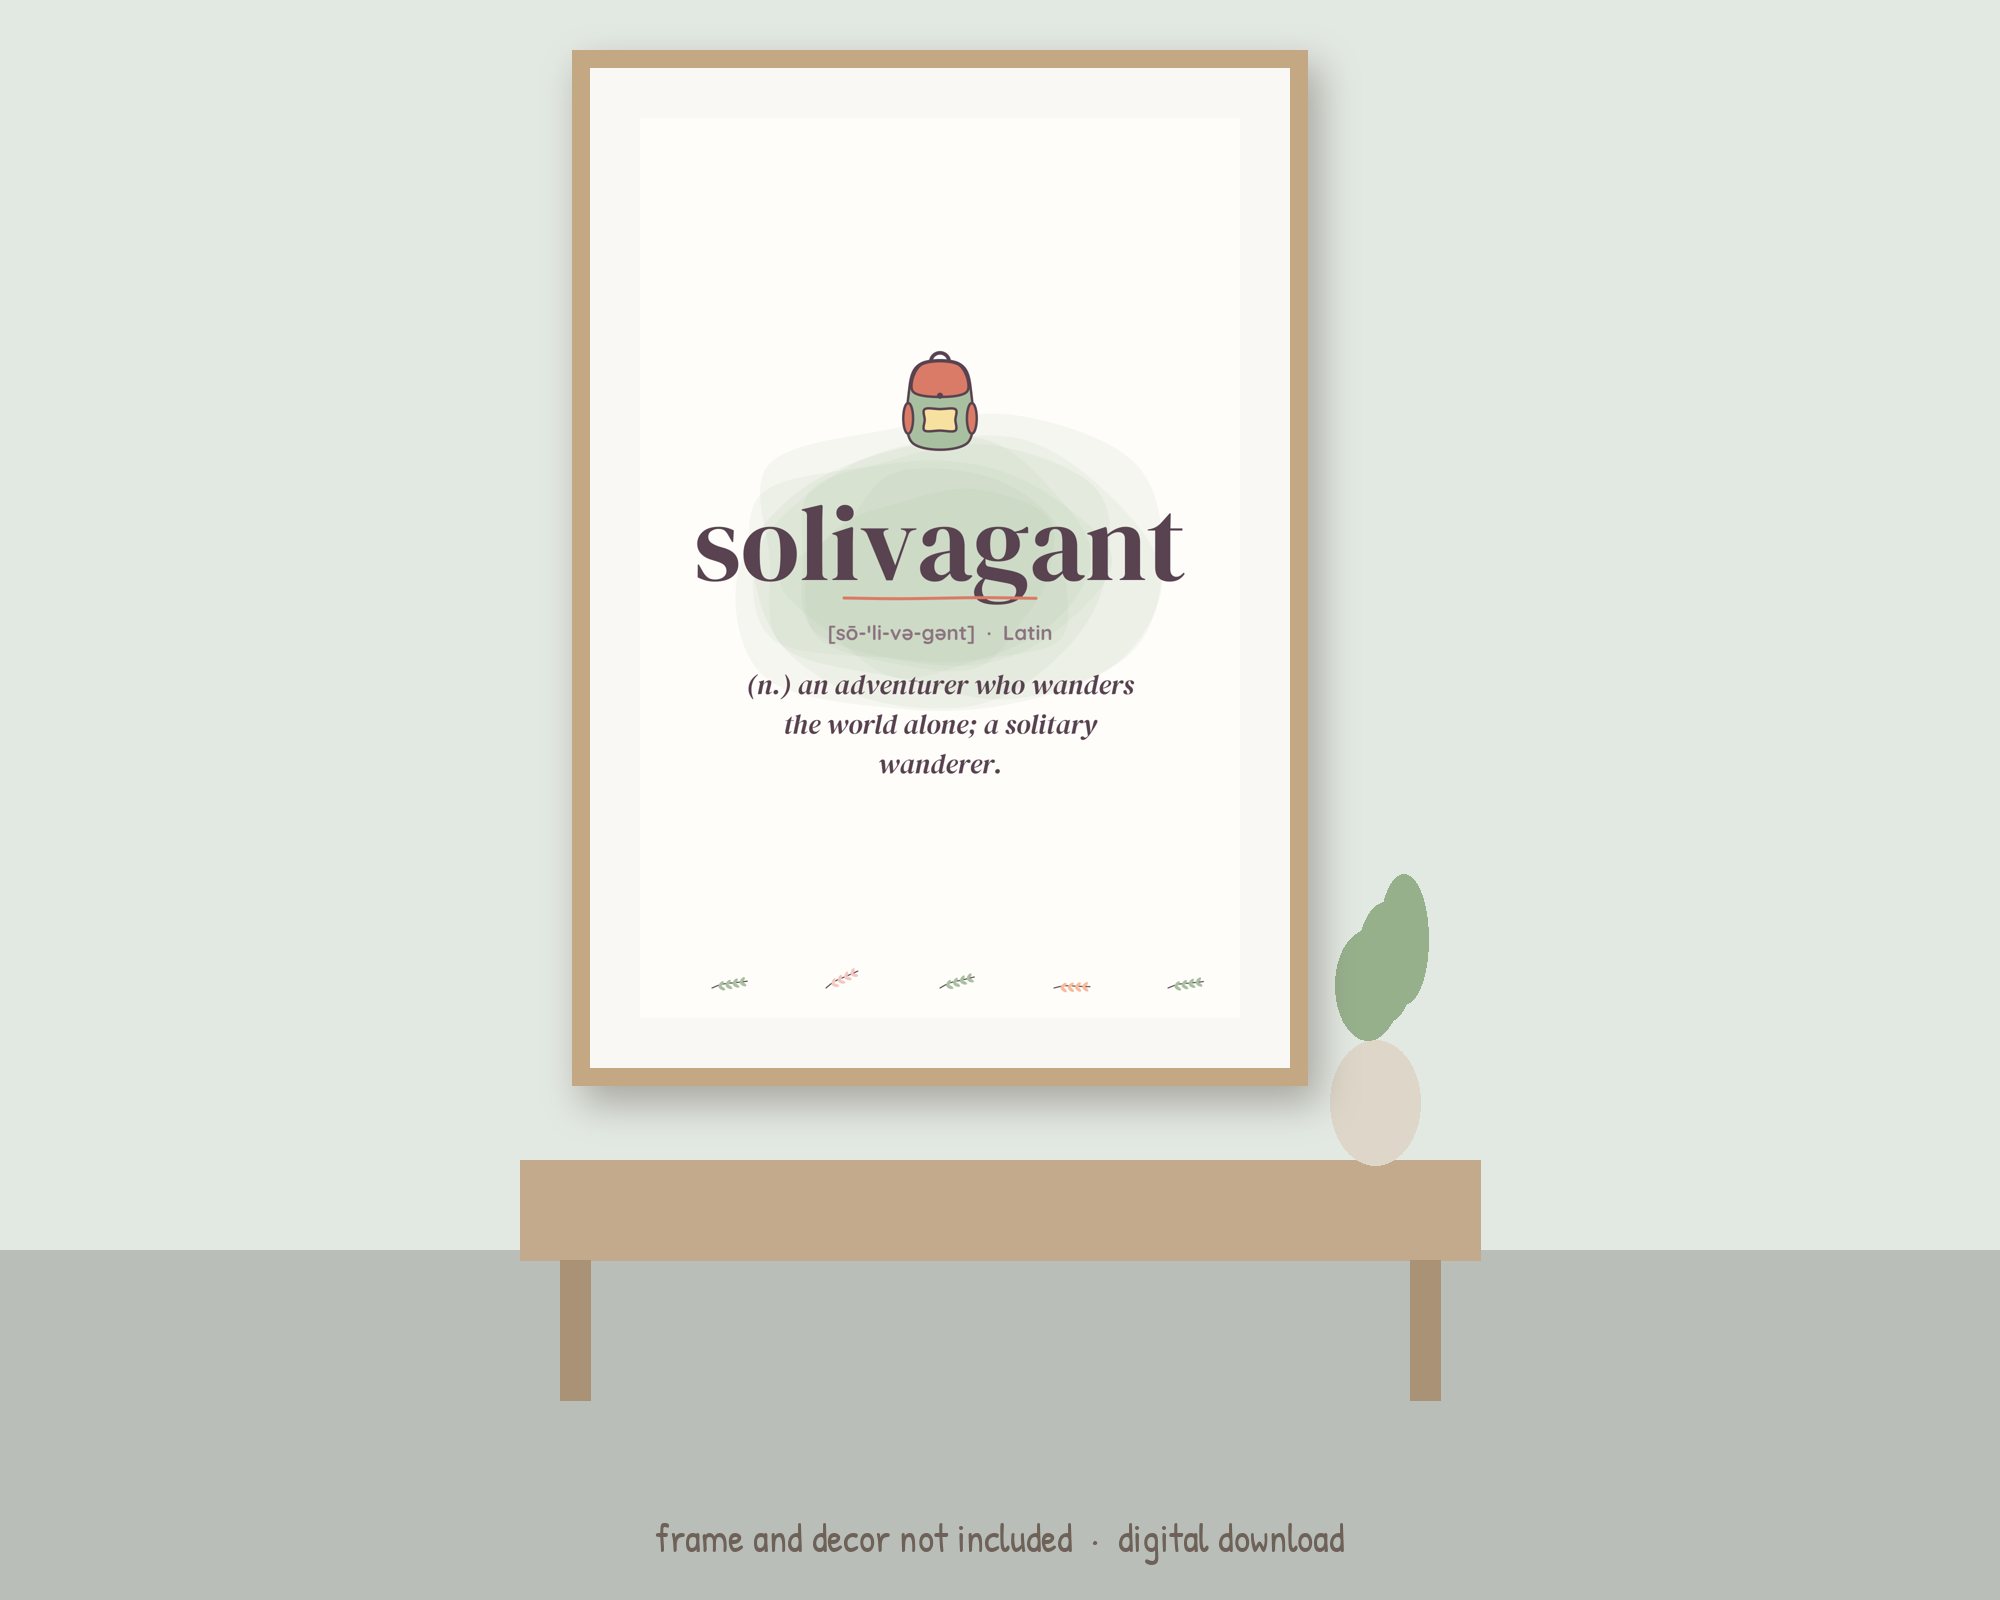 solivagant
[sō-ˈli-və-gənt] · Latin
(n.) an adventurer who wanders
the world alone; a solitary
wanderer.
frame and decor not included · digital download